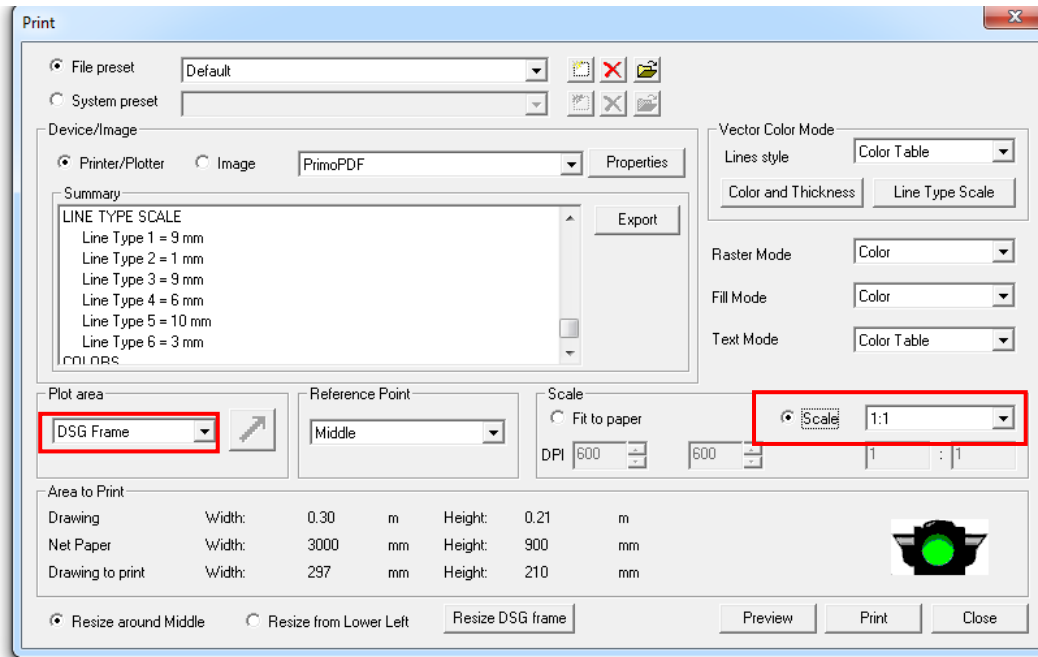 Print
File preset Default
System preset
Device/Image
Printer/Plotter Image PrimoPDF Properties
Summary
LINE TYPE SCALE
Line Type 1 = 9 mm
Line Type 2 = 1 mm
Line Type 3 = 9 mm
Line Type 4 = 6 mm
Line Type 5 = 10 mm
Line Type 6 = 3 mm
COLORS
Export
Vector Color Mode
Lines style Color Table
Color and Thickness Line Type Scale
Raster Mode Color
Fill Mode Color
Text Mode Color Table
Plot area
DSG Frame
Reference Point
Middle
Scale
Fit to paper Scale 1:1
DPI 600 600 1 : 1
Area to Print
Drawing Width: 0.30 m Height: 0.21 m
Net Paper Width: 3000 mm Height: 900 mm
Drawing to print Width: 297 mm Height: 210 mm
Resize around Middle Resize from Lower Left Resize DSG frame Preview Print Close